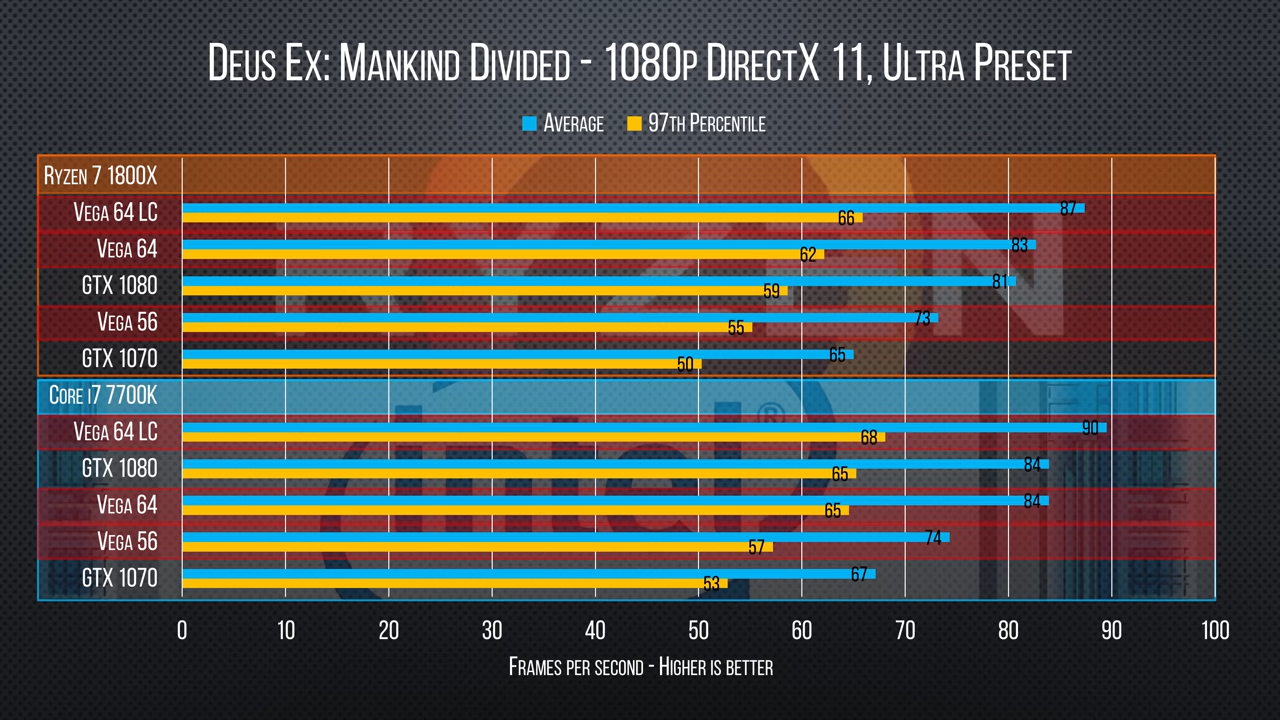 Deus Ex: Mankind Divided - 1080p DirectX 11, Ultra Preset
Average 97th Percentile
Ryzen 7 1800X
Vega 64 LC 87 66
Vega 64 83 62
GTX 1080 81 59
Vega 56 73 55
GTX 1070 65 50
Core i7 7700K
Vega 64 LC 90 68
GTX 1080 84 65
Vega 64 84 65
Vega 56 74 57
GTX 1070 67 53
0 10 20 30 40 50 60 70 80 90 100
Frames per second - Higher is better
RYZEN
intel®